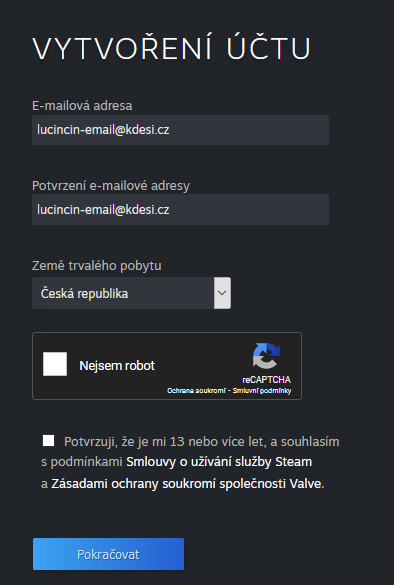 VYTVOŘENÍ ÚČTU
E-mailová adresa
lucincin-email@kdesi.cz
Potvrzení e-mailové adresy
lucincin-email@kdesi.cz
Země trvalého pobytu
Česká republika
Nejsem robot
reCAPTCHA
Ochrana soukromí - Smluvní podmínky
Potvrzuji, že je mi 13 nebo více let, a souhlasím
s podmínkami Smlouvy o užívání služby Steam
a Zásadami ochrany soukromí společnosti Valve.
Pokračovat